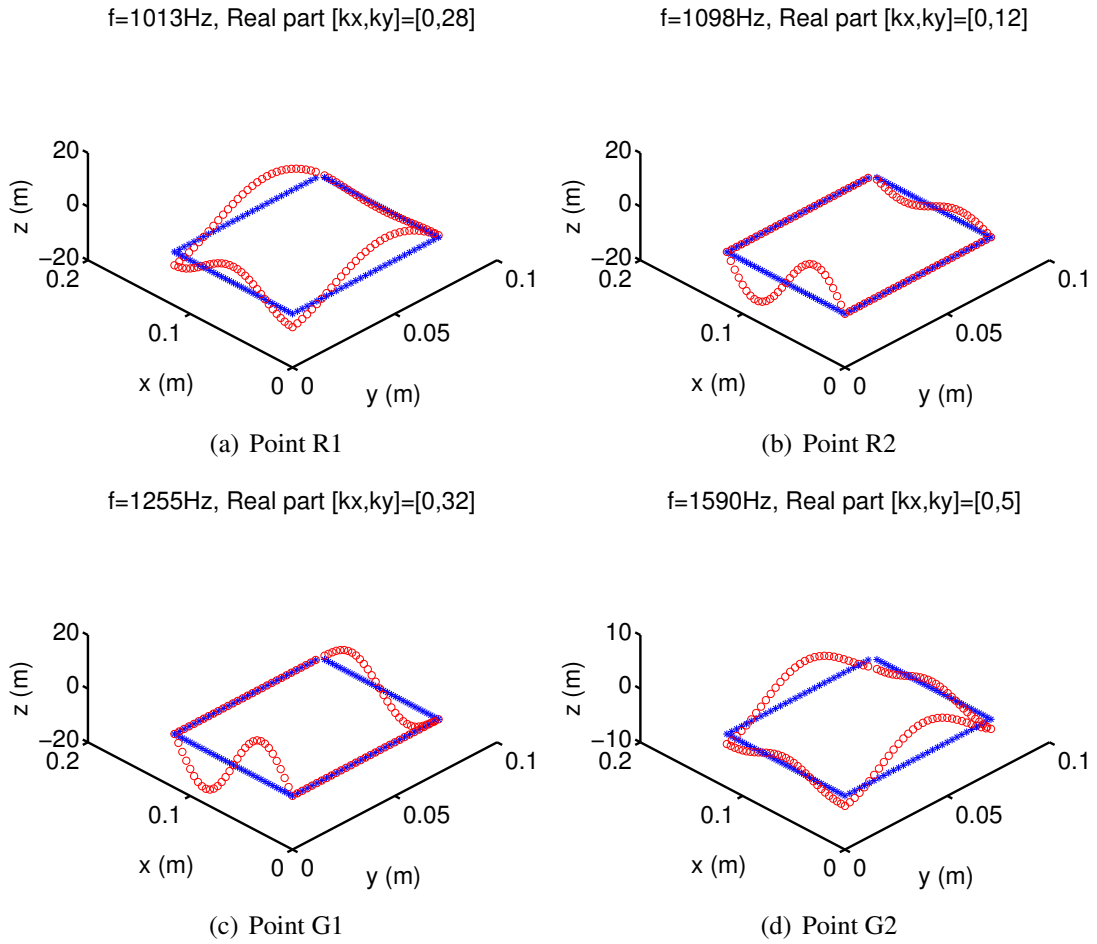 f=1013Hz, Real part [kx,ky]=[0,28]
20
0
−20
0.2
0.1
0
0
0.05
0.1
z (m)
x (m)
y (m)
(a) Point R1
f=1098Hz, Real part [kx,ky]=[0,12]
20
0
−20
0.2
0.1
0
0
0.05
0.1
z (m)
x (m)
y (m)
(b) Point R2
f=1255Hz, Real part [kx,ky]=[0,32]
20
0
−20
0.2
0.1
0
0
0.05
0.1
z (m)
x (m)
y (m)
(c) Point G1
f=1590Hz, Real part [kx,ky]=[0,5]
10
0
−10
0.2
0.1
0
0
0.05
0.1
z (m)
x (m)
y (m)
(d) Point G2